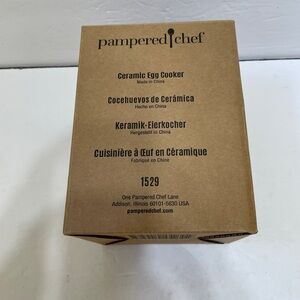 pampered chef
Ceramic Egg Cooker
Made in China
Cocehuevos de Cerámica
Hecho en China
Keramik-Eierkocher
Hergestellt in China
Cuisinière à Œuf en Céramique
Fabriqué en Chine
1529
One Pampered Chef Lane
Addison, Illinois 60101-5630 USA
pamperedchef.com